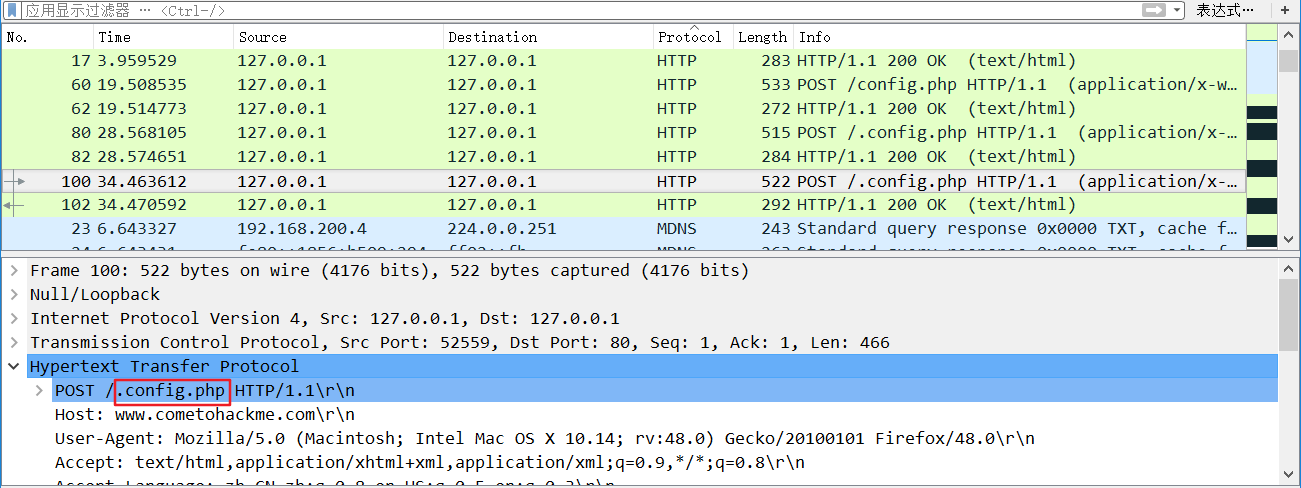 应用显示过滤器 … <Ctrl-/> 表达式… +
No. Time Source Destination Protocol Length Info
17 3.959529 127.0.0.1 127.0.0.1 HTTP 283 HTTP/1.1 200 OK (text/html)
60 19.508535 127.0.0.1 127.0.0.1 HTTP 533 POST /config.php HTTP/1.1 (application/x-w…
62 19.514773 127.0.0.1 127.0.0.1 HTTP 272 HTTP/1.1 200 OK (text/html)
80 28.568105 127.0.0.1 127.0.0.1 HTTP 515 POST /.config.php HTTP/1.1 (application/x-…
82 28.574651 127.0.0.1 127.0.0.1 HTTP 284 HTTP/1.1 200 OK (text/html)
100 34.463612 127.0.0.1 127.0.0.1 HTTP 522 POST /.config.php HTTP/1.1 (application/x-…
102 34.470592 127.0.0.1 127.0.0.1 HTTP 292 HTTP/1.1 200 OK (text/html)
23 6.643327 192.168.200.4 224.0.0.251 MDNS 243 Standard query response 0x0000 TXT, cache f…
Frame 100: 522 bytes on wire (4176 bits), 522 bytes captured (4176 bits)
Null/Loopback
Internet Protocol Version 4, Src: 127.0.0.1, Dst: 127.0.0.1
Transmission Control Protocol, Src Port: 52559, Dst Port: 80, Seq: 1, Ack: 1, Len: 466
Hypertext Transfer Protocol
POST /.config.php HTTP/1.1\r\n
Host: www.cometohackme.com\r\n
User-Agent: Mozilla/5.0 (Macintosh; Intel Mac OS X 10.14; rv:48.0) Gecko/20100101 Firefox/48.0\r\n
Accept: text/html,application/xhtml+xml,application/xml;q=0.9,*/*;q=0.8\r\n